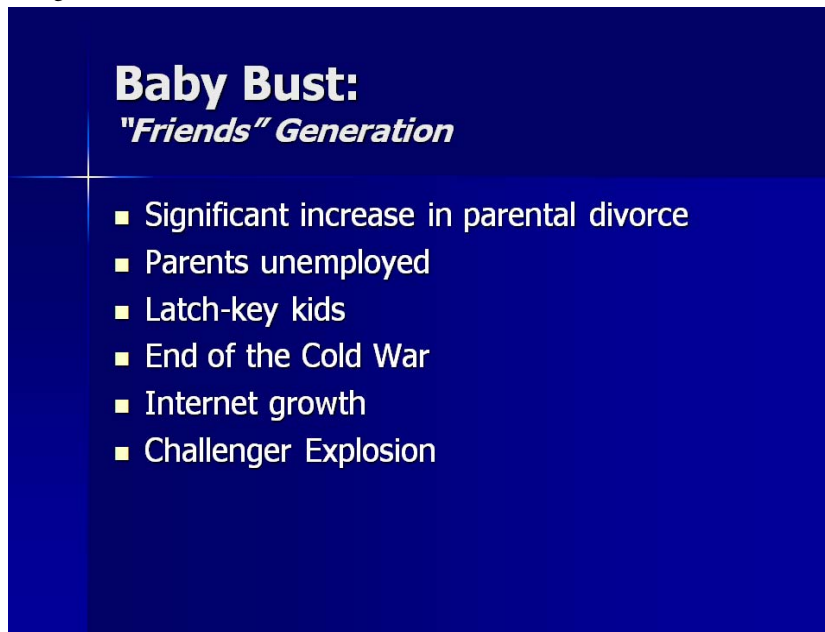 Baby Bust:
“Friends” Generation
Significant increase in parental divorce
Parents unemployed
Latch-key kids
End of the Cold War
Internet growth
Challenger Explosion